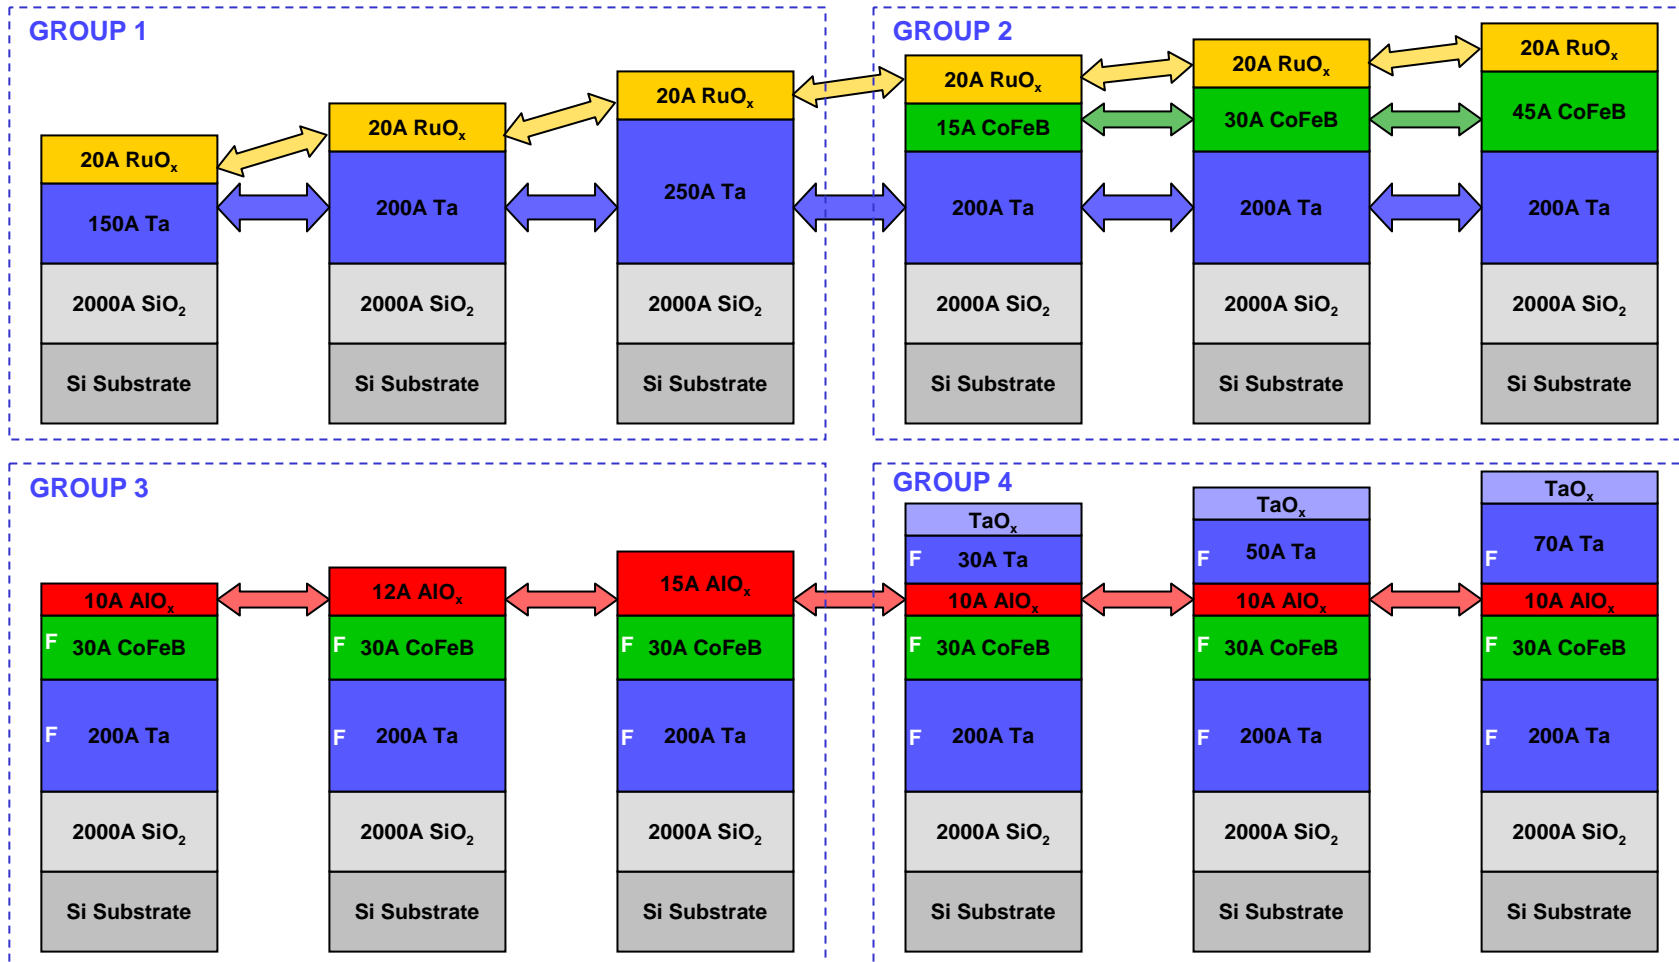 GROUP 1
20A RuOx
150A Ta
2000A SiO2
Si Substrate
20A RuOx
200A Ta
2000A SiO2
Si Substrate
20A RuOx
250A Ta
2000A SiO2
Si Substrate
GROUP 2
20A RuOx
15A CoFeB
200A Ta
2000A SiO2
Si Substrate
20A RuOx
30A CoFeB
200A Ta
2000A SiO2
Si Substrate
20A RuOx
45A CoFeB
200A Ta
2000A SiO2
Si Substrate
GROUP 3
10A AlOx
F 30A CoFeB
F 200A Ta
2000A SiO2
Si Substrate
12A AlOx
F 30A CoFeB
F 200A Ta
2000A SiO2
Si Substrate
15A AlOx
F 30A CoFeB
F 200A Ta
2000A SiO2
Si Substrate
GROUP 4
TaOx
F 30A Ta
10A AlOx
F 30A CoFeB
F 200A Ta
2000A SiO2
Si Substrate
TaOx
F 50A Ta
10A AlOx
F 30A CoFeB
F 200A Ta
2000A SiO2
Si Substrate
TaOx
F 70A Ta
10A AlOx
F 30A CoFeB
F 200A Ta
2000A SiO2
Si Substrate